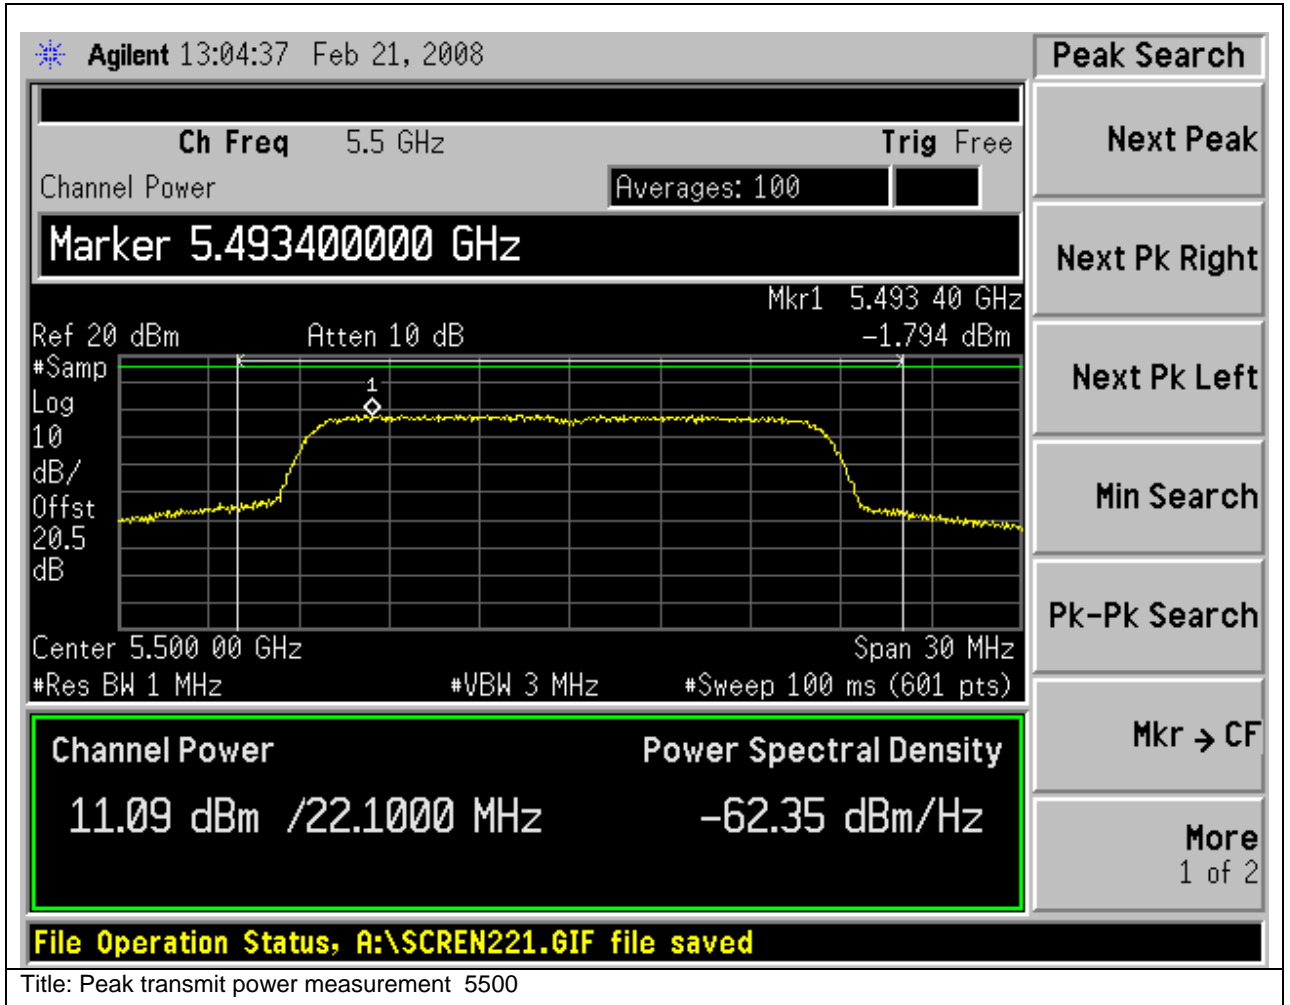 Agilent 13:04:37 Feb 21, 2008
Peak Search
Ch Freq 5.5 GHz Trig Free
Channel Power Averages: 100
Marker 5.493400000 GHz
Mkr1 5.493 40 GHz
Ref 20 dBm Atten 10 dB -1.794 dBm
#Samp
Log
10
dB/
Offst
20.5
dB
1
Center 5.500 00 GHz Span 30 MHz
#Res BW 1 MHz #VBW 3 MHz #Sweep 100 ms (601 pts)
Channel Power Power Spectral Density
11.09 dBm /22.1000 MHz -62.35 dBm/Hz
File Operation Status, A:\SCREN221.GIF file saved
Next Peak
Next Pk Right
Next Pk Left
Min Search
Pk-Pk Search
Mkr → CF
More
1 of 2
Title: Peak transmit power measurement 5500